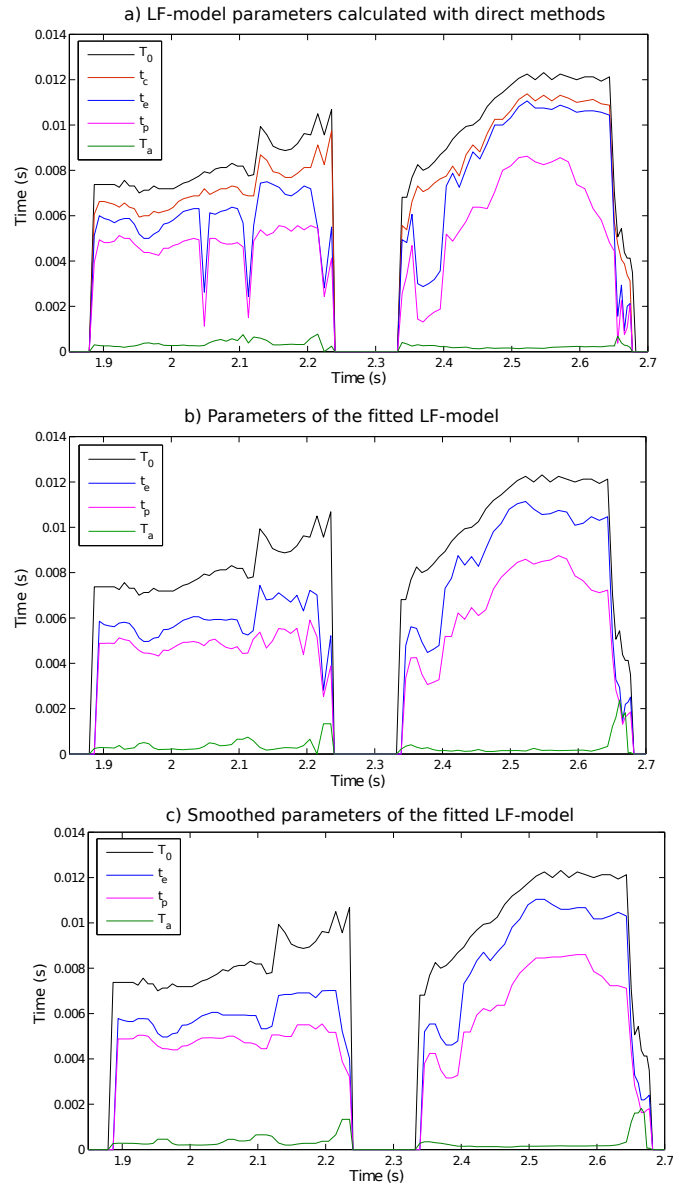 a) LF-model parameters calculated with direct methods
0.014
0.012
0.01
0.008
0.006
0.004
0.002
0
Time (s)
T0
tc
te
tp
Ta
1.9 2 2.1 2.2 2.3 2.4 2.5 2.6 2.7
Time (s)
b) Parameters of the fitted LF-model
0.014
0.012
0.01
0.008
0.006
0.004
0.002
0
Time (s)
T0
te
tp
Ta
1.9 2 2.1 2.2 2.3 2.4 2.5 2.6 2.7
Time (s)
c) Smoothed parameters of the fitted LF-model
0.014
0.012
0.01
0.008
0.006
0.004
0.002
0
Time (s)
T0
te
tp
Ta
1.9 2 2.1 2.2 2.3 2.4 2.5 2.6 2.7
Time (s)